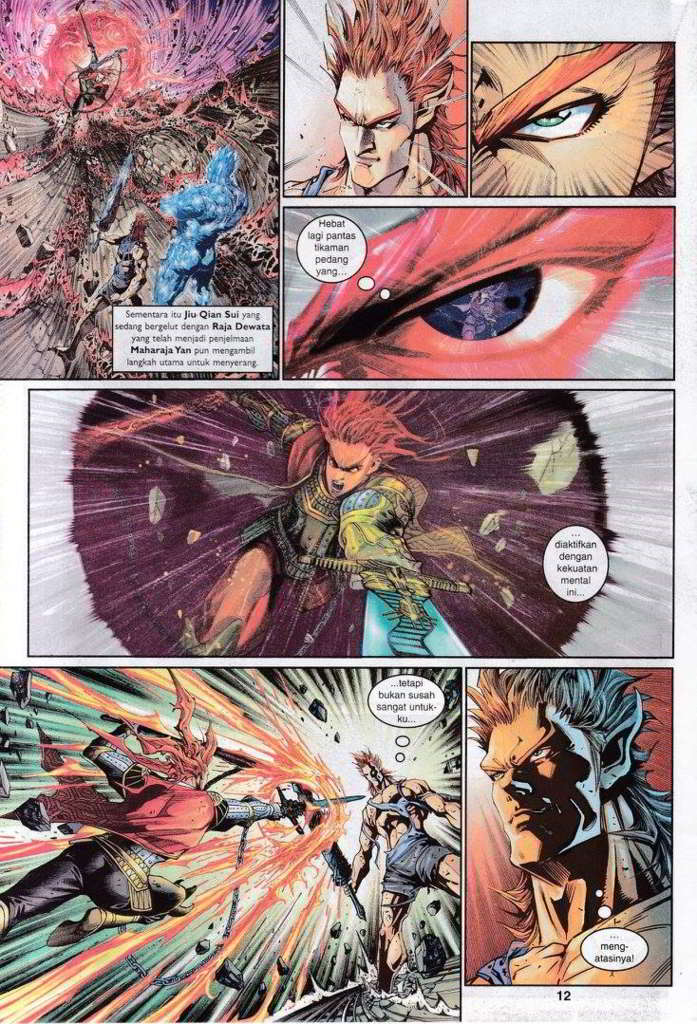 Sementara itu Jiu Qian Sui yang
sedang bergelut dengan Raja Dewata
yang telah menjadi penjelmaan
Maharaja Yan pun mengambil
langkah utama untuk menyerang.
Hebat
lagi pantas
tikaman
pedang
yang...
...
diaktifkan
dengan
kekuatan
mental
ini...
...tetapi
bukan susah
sangat untuk-
ku...
...
meng-
atasinya!
12